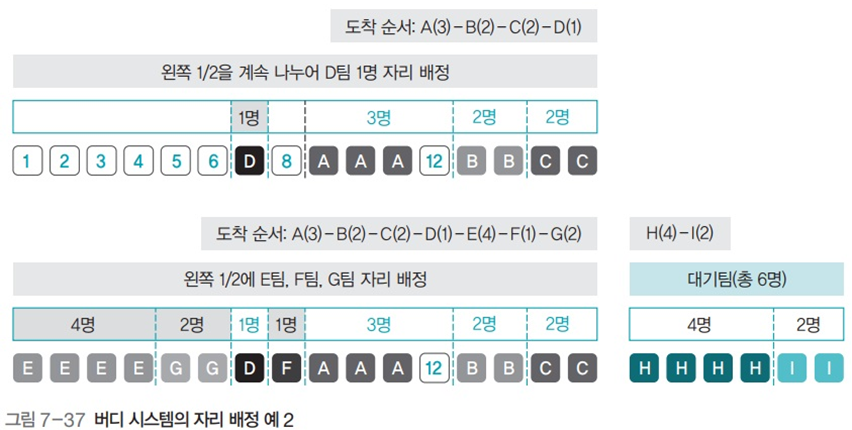 도착 순서: A(3)-B(2)-C(2)-D(1)
왼쪽 1/2을 계속 나누어 D팀 1명 자리 배정
1명 3명 2명 2명
1 2 3 4 5 6 D 8 A A A 12 B B C C
도착 순서: A(3)-B(2)-C(2)-D(1)-E(4)-F(1)-G(2) H(4)-I(2)
왼쪽 1/2에 E팀, F팀, G팀 자리 배정 대기팀(총 6명)
4명 2명 1명 1명 3명 2명 2명 4명 2명
E E E E G G D F A A A 12 B B C C H H H H I I
그림 7-37 버디 시스템의 자리 배정 예 2